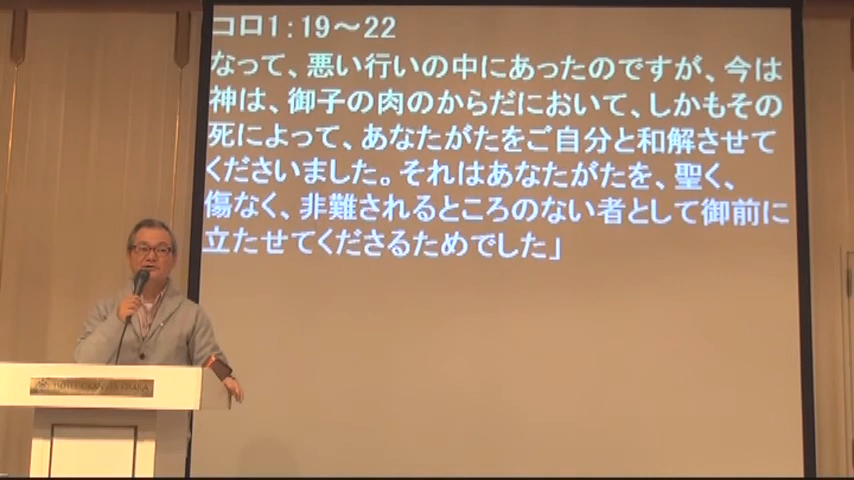 コロ1：19～22
なって、悪い行いの中にあったのですが、今は
神は、御子の肉のからだにおいて、しかもその
死によって、あなたがたをご自分と和解させて
くださいました。それはあなたがたを、聖く、
傷なく、非難されるところのない者として御前に
立たせてくださるためでした」